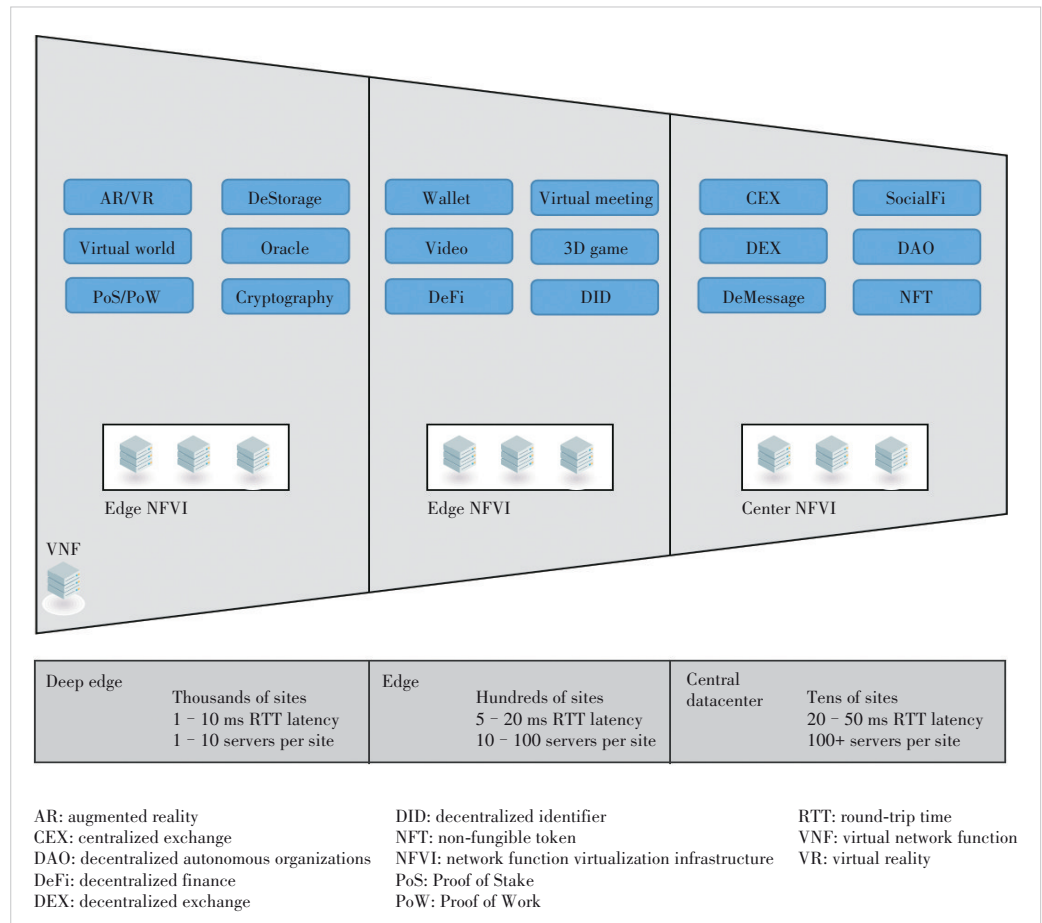 AR/VR
DeStorage
Virtual world
Oracle
PoS/PoW
Cryptography
Edge NFVI
VNF
Wallet
Virtual meeting
Video
3D game
DeFi
DID
Edge NFVI
CEX
SocialFi
DEX
DAO
DeMessage
NFT
Center NFVI
Deep edge
Thousands of sites
1 – 10 ms RTT latency
1 – 10 servers per site
Edge
Hundreds of sites
5 – 20 ms RTT latency
10 – 100 servers per site
Central
datacenter
Tens of sites
20 – 50 ms RTT latency
100+ servers per site
AR: augmented reality
CEX: centralized exchange
DAO: decentralized autonomous organizations
DeFi: decentralized finance
DEX: decentralized exchange
DID: decentralized identifier
NFT: non-fungible token
NFVI: network function virtualization infrastructure
PoS: Proof of Stake
PoW: Proof of Work
RTT: round-trip time
VNF: virtual network function
VR: virtual reality